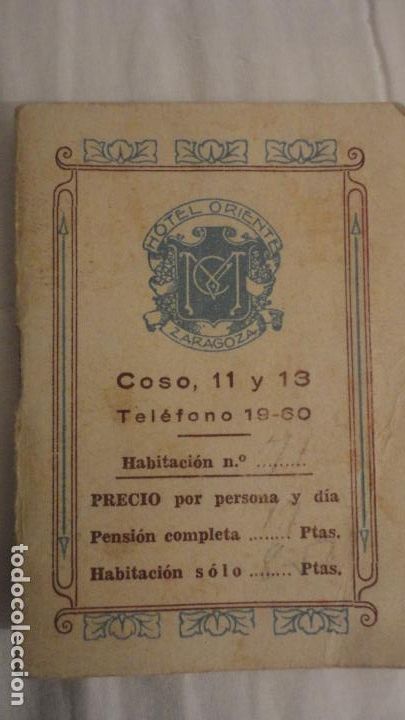 HOTEL ORIENTE
ZARAGOZA
Coso, 11 y 13
Teléfono 19-60
Habitación n.º ..........
PRECIO por persona y día
Pensión completa ........ Ptas.
Habitación sólo ........ Ptas.
todocoleccion.net